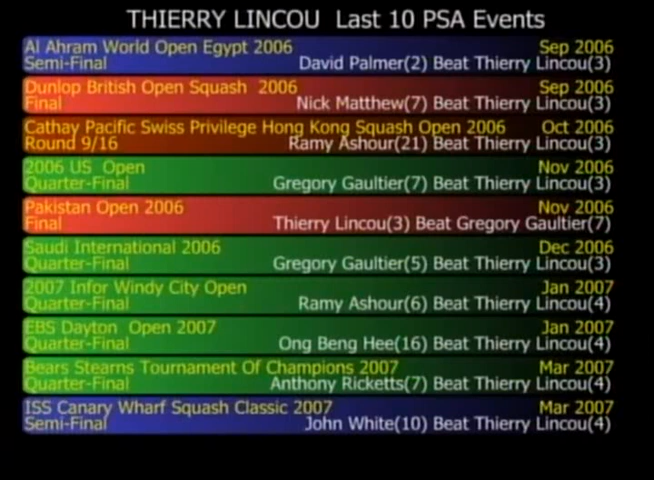 THIERRY LINCOU Last 10 PSA Events
Al Ahram World Open Egypt 2006 Sep 2006
Semi-Final David Palmer(2) Beat Thierry Lincou(3)
Dunlop British Open Squash 2006 Sep 2006
Final Nick Matthew(7) Beat Thierry Lincou(3)
Cathay Pacific Swiss Privilege Hong Kong Squash Open 2006 Oct 2006
Round 9/16 Ramy Ashour(21) Beat Thierry Lincou(3)
2006 US Open Nov 2006
Quarter-Final Gregory Gaultier(7) Beat Thierry Lincou(3)
Pakistan Open 2006 Nov 2006
Final Thierry Lincou(3) Beat Gregory Gaultier(7)
Saudi International 2006 Dec 2006
Quarter-Final Gregory Gaultier(5) Beat Thierry Lincou(3)
2007 Infor Windy City Open Jan 2007
Quarter-Final Ramy Ashour(6) Beat Thierry Lincou(4)
EBS Dayton Open 2007 Jan 2007
Quarter-Final Ong Beng Hee(16) Beat Thierry Lincou(4)
Bears Stearns Tournament Of Champions 2007 Mar 2007
Quarter-Final Anthony Ricketts(7) Beat Thierry Lincou(4)
ISS Canary Wharf Squash Classic 2007 Mar 2007
Semi-Final John White(10) Beat Thierry Lincou(4)